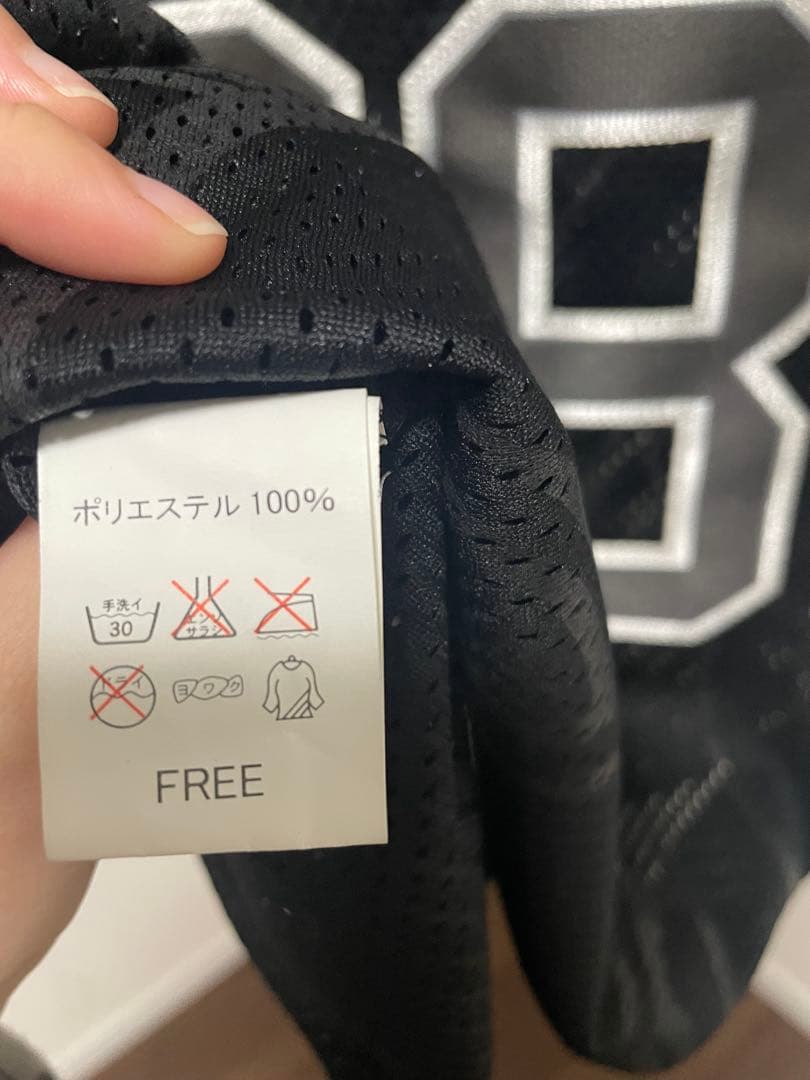 8
ポリエステル 100%
手洗イ
30
エンソ
サラシ
ドライ
ヨワク
FREE